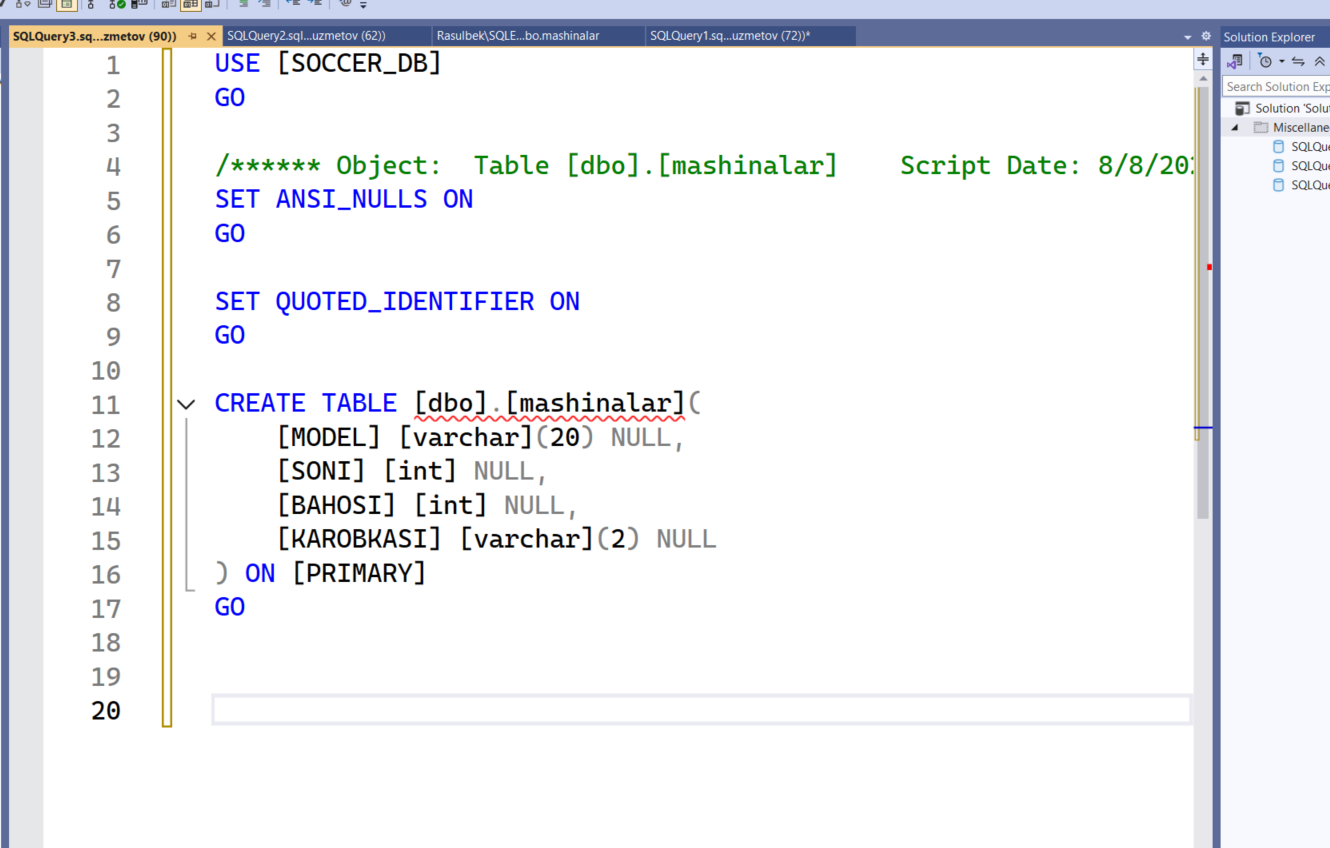 SQLQuery3.sq...zmetov (90))
SQLQuery2.sql...uzmetov (62))
Rasulbek\SQLE...bo.mashinalar
SQLQuery1.sq...uzmetov (72))*
Solution Explorer
Search Solution Exp
Solution 'Solut
Miscellane
SQLQue
SQLQue
SQLQue
1 USE [SOCCER_DB]
2 GO
3
4 /****** Object:  Table [dbo].[mashinalar]    Script Date: 8/8/202
5 SET ANSI_NULLS ON
6 GO
7
8 SET QUOTED_IDENTIFIER ON
9 GO
10
11 CREATE TABLE [dbo].[mashinalar](
12 [MODEL] [varchar](20) NULL,
13 [SONI] [int] NULL,
14 [BAHOSI] [int] NULL,
15 [KAROBKASI] [varchar](2) NULL
16 ) ON [PRIMARY]
17 GO
18
19
20